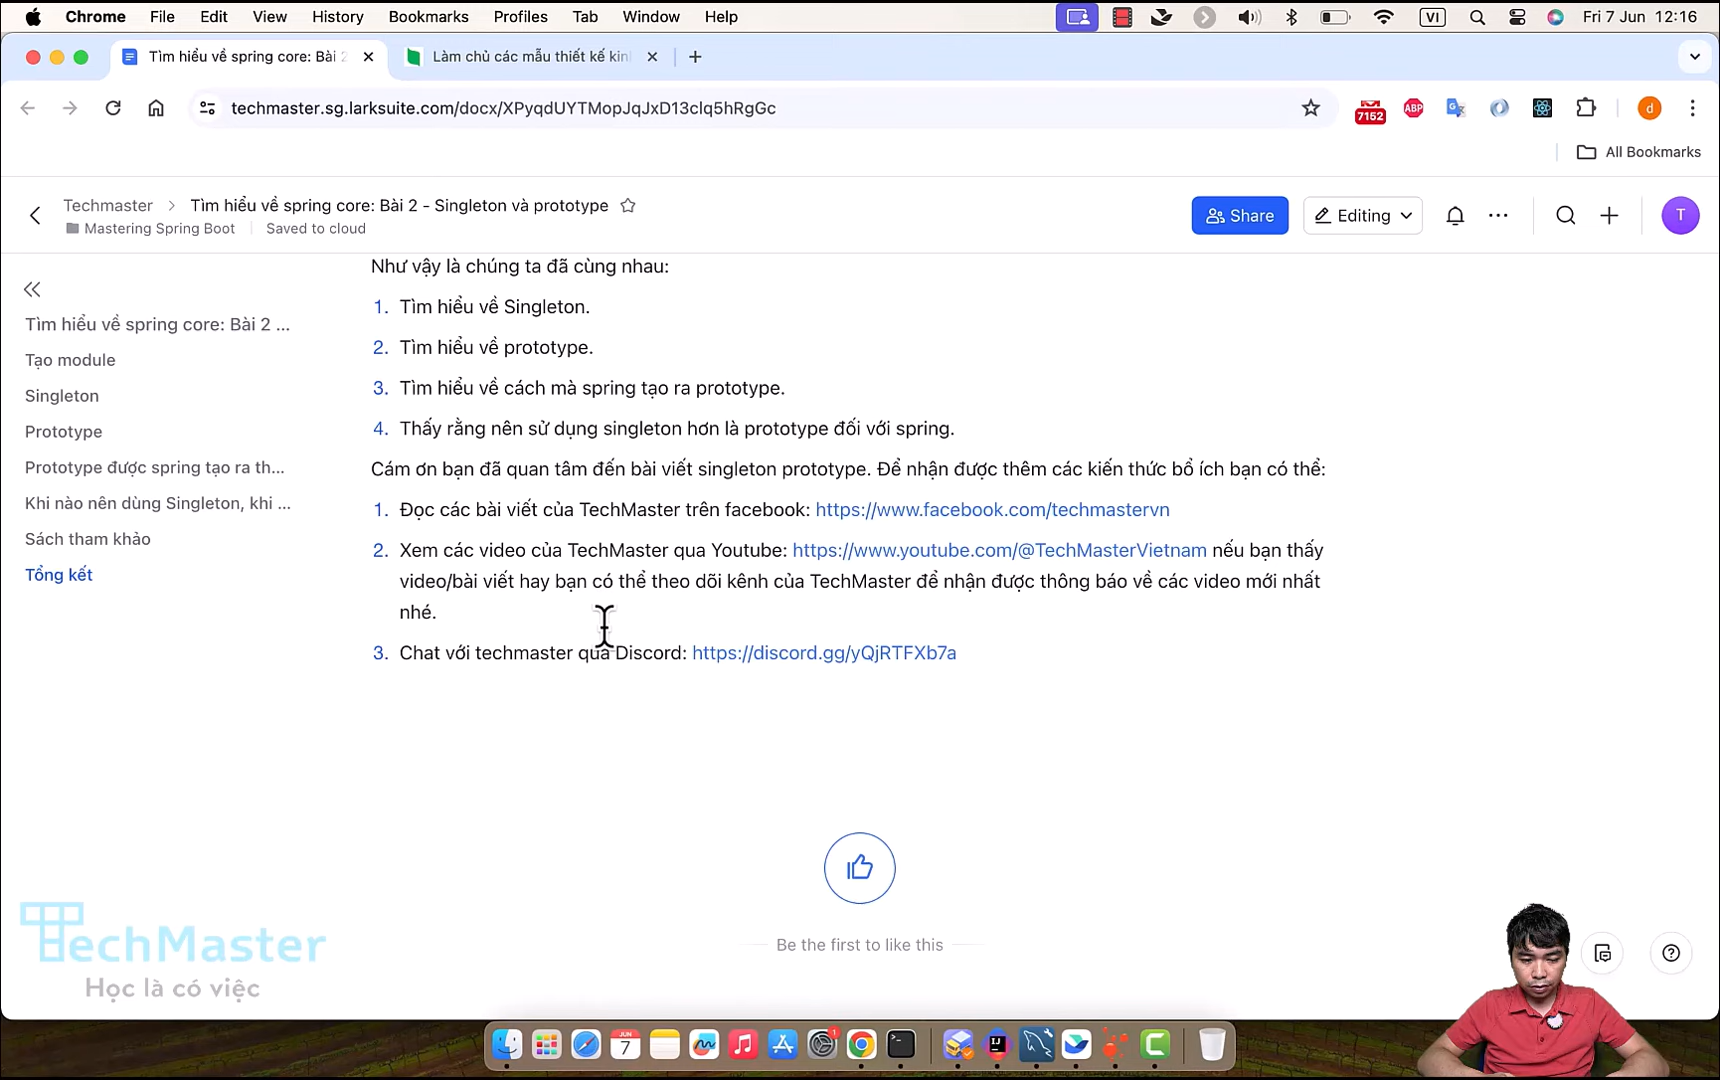 Chrome File Edit View History Bookmarks Profiles Tab Window Help VI Fri 7 Jun 12:16
Tìm hiểu về spring core: Bài 2 Làm chủ các mẫu thiết kế kin
techmaster.sg.larksuite.com/docx/XPyqdUYTMopJqJxD13clq5hRgGc 7152 ABP d
All Bookmarks
Techmaster Tìm hiểu về spring core: Bài 2 - Singleton và prototype
Mastering Spring Boot Saved to cloud
Share Editing T
Tìm hiểu về spring core: Bài 2 ...
Tạo module
Singleton
Prototype
Prototype được spring tạo ra th...
Khi nào nên dùng Singleton, khi ...
Sách tham khảo
Tổng kết
Như vậy là chúng ta đã cùng nhau:
1. Tìm hiểu về Singleton.
2. Tìm hiểu về prototype.
3. Tìm hiểu về cách mà spring tạo ra prototype.
4. Thấy rằng nên sử dụng singleton hơn là prototype đối với spring.
Cám ơn bạn đã quan tâm đến bài viết singleton prototype. Để nhận được thêm các kiến thức bổ ích bạn có thể:
1. Đọc các bài viết của TechMaster trên facebook: https://www.facebook.com/techmastervn
2. Xem các video của TechMaster qua Youtube: https://www.youtube.com/@TechMasterVietnam nếu bạn thấy
video/bài viết hay bạn có thể theo dõi kênh của TechMaster để nhận được thông báo về các video mới nhất
nhé.
3. Chat với techmaster qua Discord: https://discord.gg/yQjRTFXb7a
Be the first to like this
TechMaster
Học là có việc
JUN
7
1
IJ